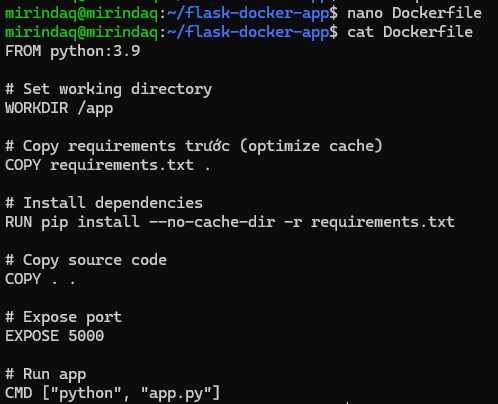 mirindaq@mirindaq:~/flask-docker-app$ nano Dockerfile
mirindaq@mirindaq:~/flask-docker-app$ cat Dockerfile
FROM python:3.9

# Set working directory
WORKDIR /app

# Copy requirements trước (optimize cache)
COPY requirements.txt .

# Install dependencies
RUN pip install --no-cache-dir -r requirements.txt

# Copy source code
COPY . .

# Expose port
EXPOSE 5000

# Run app
CMD ["python", "app.py"]